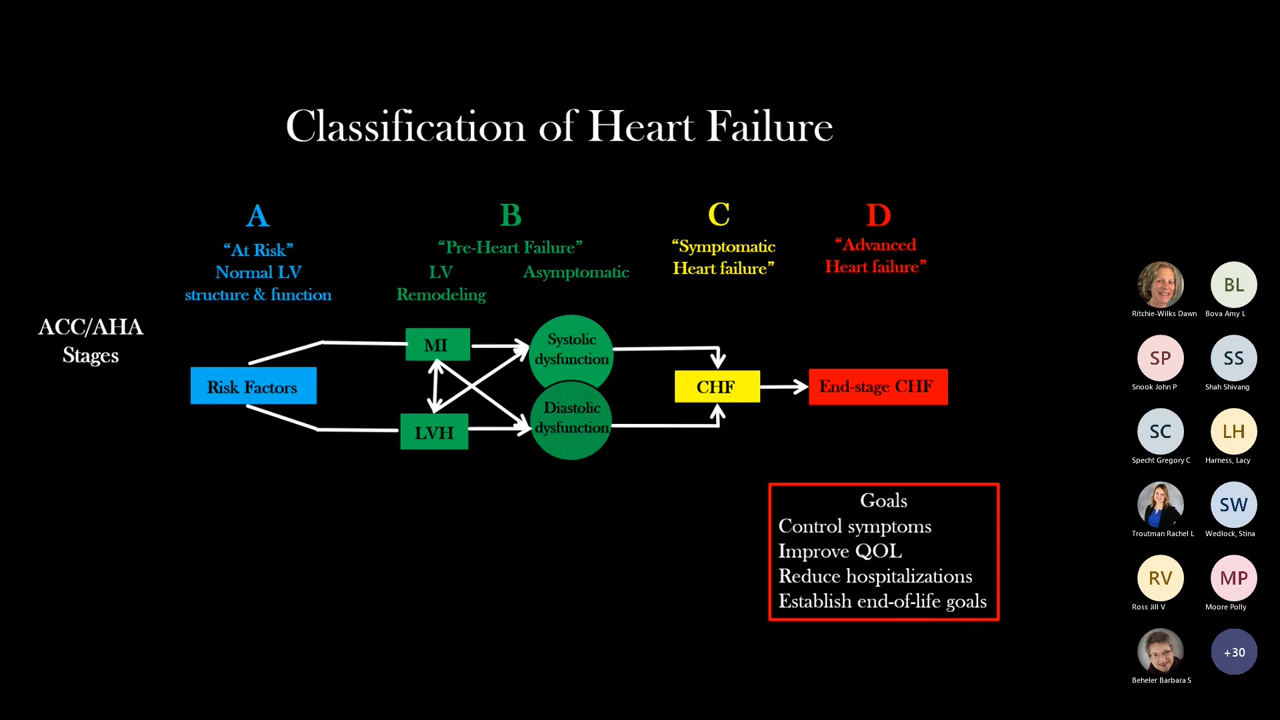 Classification of Heart Failure
A
"At Risk"
Normal LV
structure & function
B
"Pre-Heart Failure"
LV
Remodeling
Asymptomatic
C
"Symptomatic
Heart failure"
D
"Advanced
Heart failure"
ACC/AHA
Stages
Risk Factors
MI
LVH
Systolic
dysfunction
Diastolic
dysfunction
CHF
End-stage CHF
Goals
Control symptoms
Improve QOL
Reduce hospitalizations
Establish end-of-life goals
Ritchie-Wilks Dawn
BL
Bova Amy L
SP
Snook John P
SS
Shah Shivang
SC
Specht Gregory C
LH
Harness, Lacy
Troutman Rachel L
SW
Wedlock, Stina
RV
Ross Jill V
MP
Moore Polly
Beheler Barbara S
+30